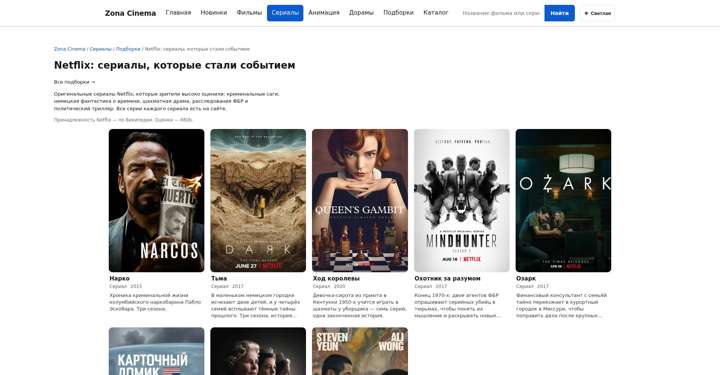 Zona Cinema
Главная Новинки Фильмы Сериалы Анимация Дорамы Подборки Каталог
Название фильма или сери
Найти
Светлая
Zona Cinema / Сериалы / Подборки / Netflix: сериалы, которые стали событием
Netflix: сериалы, которые стали событием
Все подборки →
Оригинальные сериалы Netflix, которые зрители высоко оценили: криминальные саги,
немецкая фантастика о времени, шахматная драма, расследования ФБР и
политический триллер. Все серии каждого сериала есть на сайте.
Принадлежность Netflix — по Википедии. Оценки — IMDb.
EL MUERTO
NARCOS
DARK
JUNE 27 | NETFLIX
QUEEN'S GAMBIT
MINDHUNTER
AUG 16 | NETFLIX
OZARK
NETFLIX
Нарко
Сериал 2015
Хроника криминальной жизни
колумбийского наркобарона Пабло
Эскобара. Три сезона.
Тьма
Сериал 2017
В маленьком немецком городке
исчезают двое детей, и у четырёх
семей всплывают тёмные тайны
прошлого. Три сезона, история...
Ход королевы
Сериал 2020
Девочка-сирота из приюта в
Кентукки 1950-х учится играть в
шахматы у уборщика — семь серий,
одна законченная история.
Охотник за разумом
Сериал 2017
Конец 1970-х: двое агентов ФБР
допрашивают серийных убийц в
тюрьмах, чтобы понять их
мышление и раскрывать новые...
Озарк
Сериал 2017
Финансовый консультант с семьёй
тайно переезжает в курортный
городок в Миссури, чтобы
поправить дела после крупные...
КАРТОЧНЫЙ
ДОМИК
STEVEN YEUN
ALI WONG